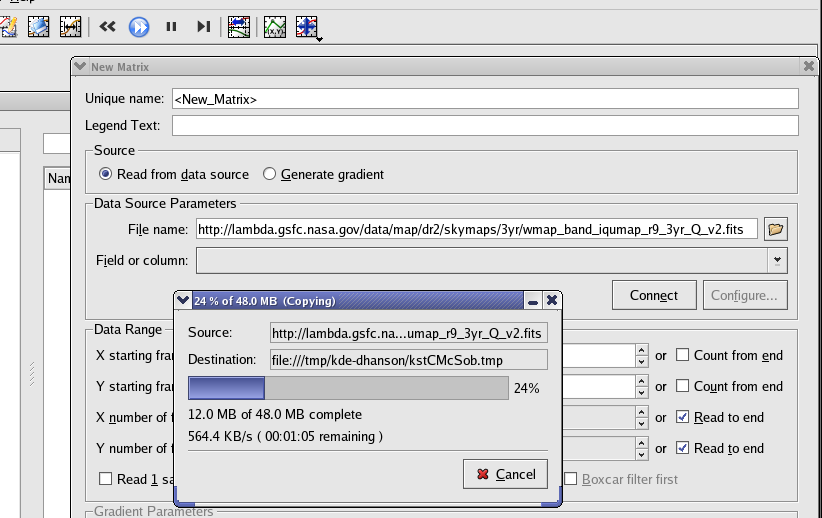 New Matrix
Unique name: <New_Matrix>
Legend Text:
Source
Read from data source Generate gradient
Data Source Parameters
File name: http://lambda.gsfc.nasa.gov/data/map/dr2/skymaps/3yr/wmap_band_iqumap_r9_3yr_Q_v2.fits
Field or column:
Connect Configure...
24 % of 48.0 MB (Copying)
Source: http://lambda.gsfc.na...umap_r9_3yr_Q_v2.fits
Destination: file:///tmp/kde-dhanson/kstCMcSob.tmp
24%
12.0 MB of 48.0 MB complete
564.4 KB/s ( 00:01:05 remaining )
Cancel
Data Range
X starting fra or Count from end
Y starting fra or Count from end
X number of f or Read to end
Y number of f or Read to end
Read 1 sa Boxcar filter first
Gradient Parameters
Nam
X,Y